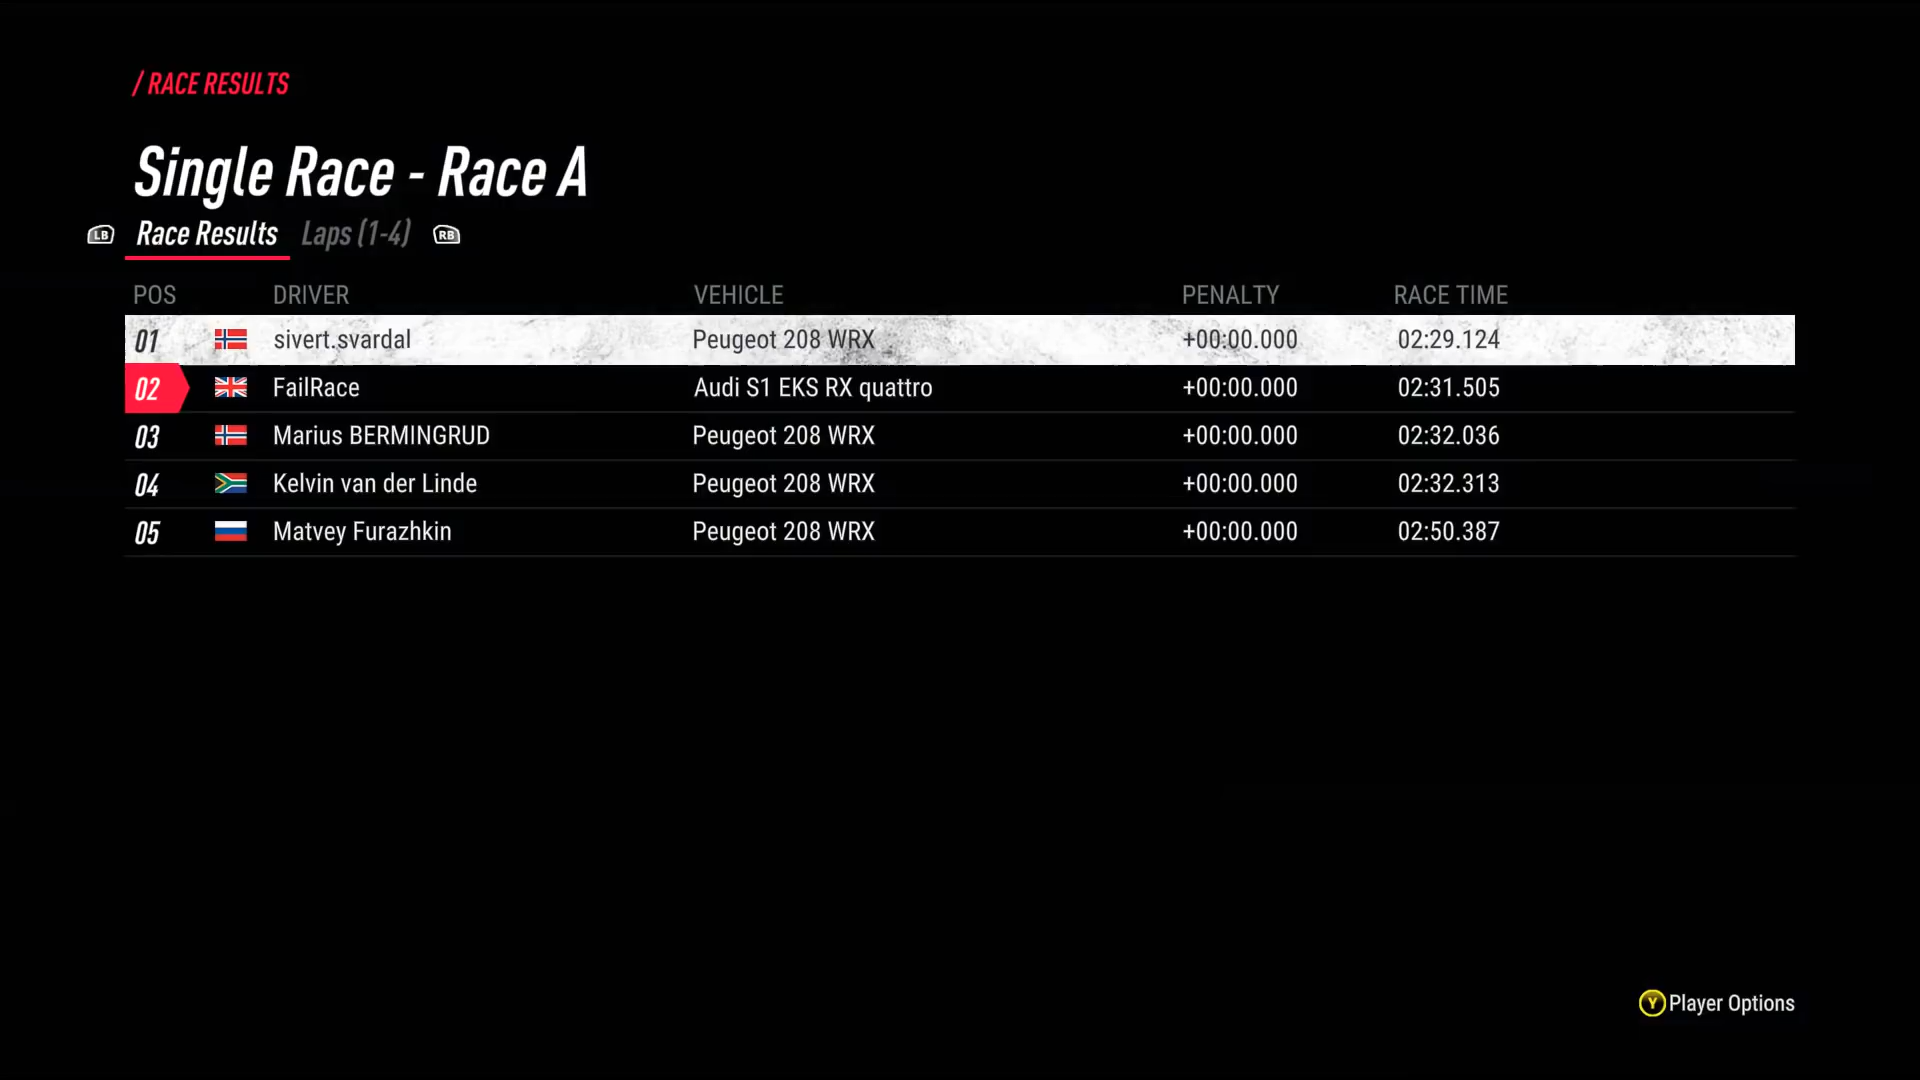 / RACE RESULTS
Single Race - Race A
LB Race Results Laps (1-4) RB
POS DRIVER VEHICLE PENALTY RACE TIME
01 sivert.svardal Peugeot 208 WRX +00:00.000 02:29.124
02 FailRace Audi S1 EKS RX quattro +00:00.000 02:31.505
03 Marius BERMINGRUD Peugeot 208 WRX +00:00.000 02:32.036
04 Kelvin van der Linde Peugeot 208 WRX +00:00.000 02:32.313
05 Matvey Furazhkin Peugeot 208 WRX +00:00.000 02:50.387
Y Player Options